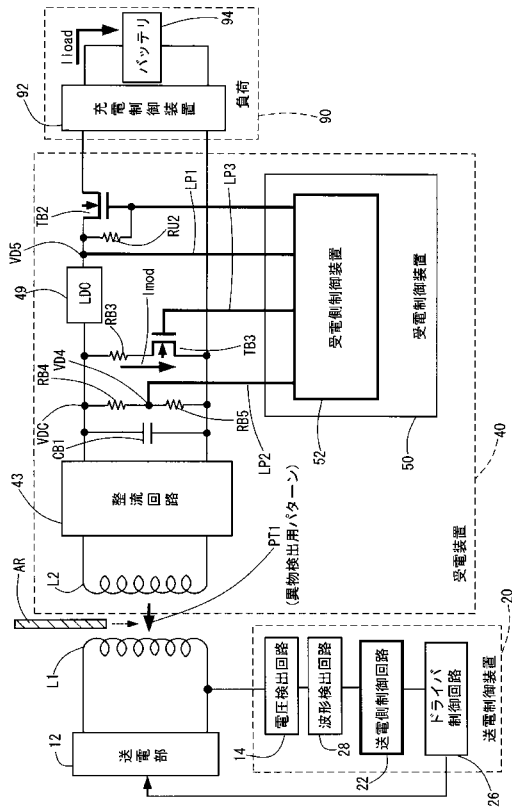 AR
L1
L2
12
送電部
PT1
(異物検出用パターン)
14
電圧検出回路
28
波形検出回路
22
送電側制御回路
26
ドライバ
制御回路
送電制御装置
20
43
整流回路
VDC
CB1
RB4
VD4
RB5
LP2
RB3
Imod
TB3
LP3
49
LDO
VD5
RU2
TB2
LP1
52
受電側制御装置
50
受電制御装置
受電装置
40
92
充電制御装置
94
バッテリ
Iload
負荷
90